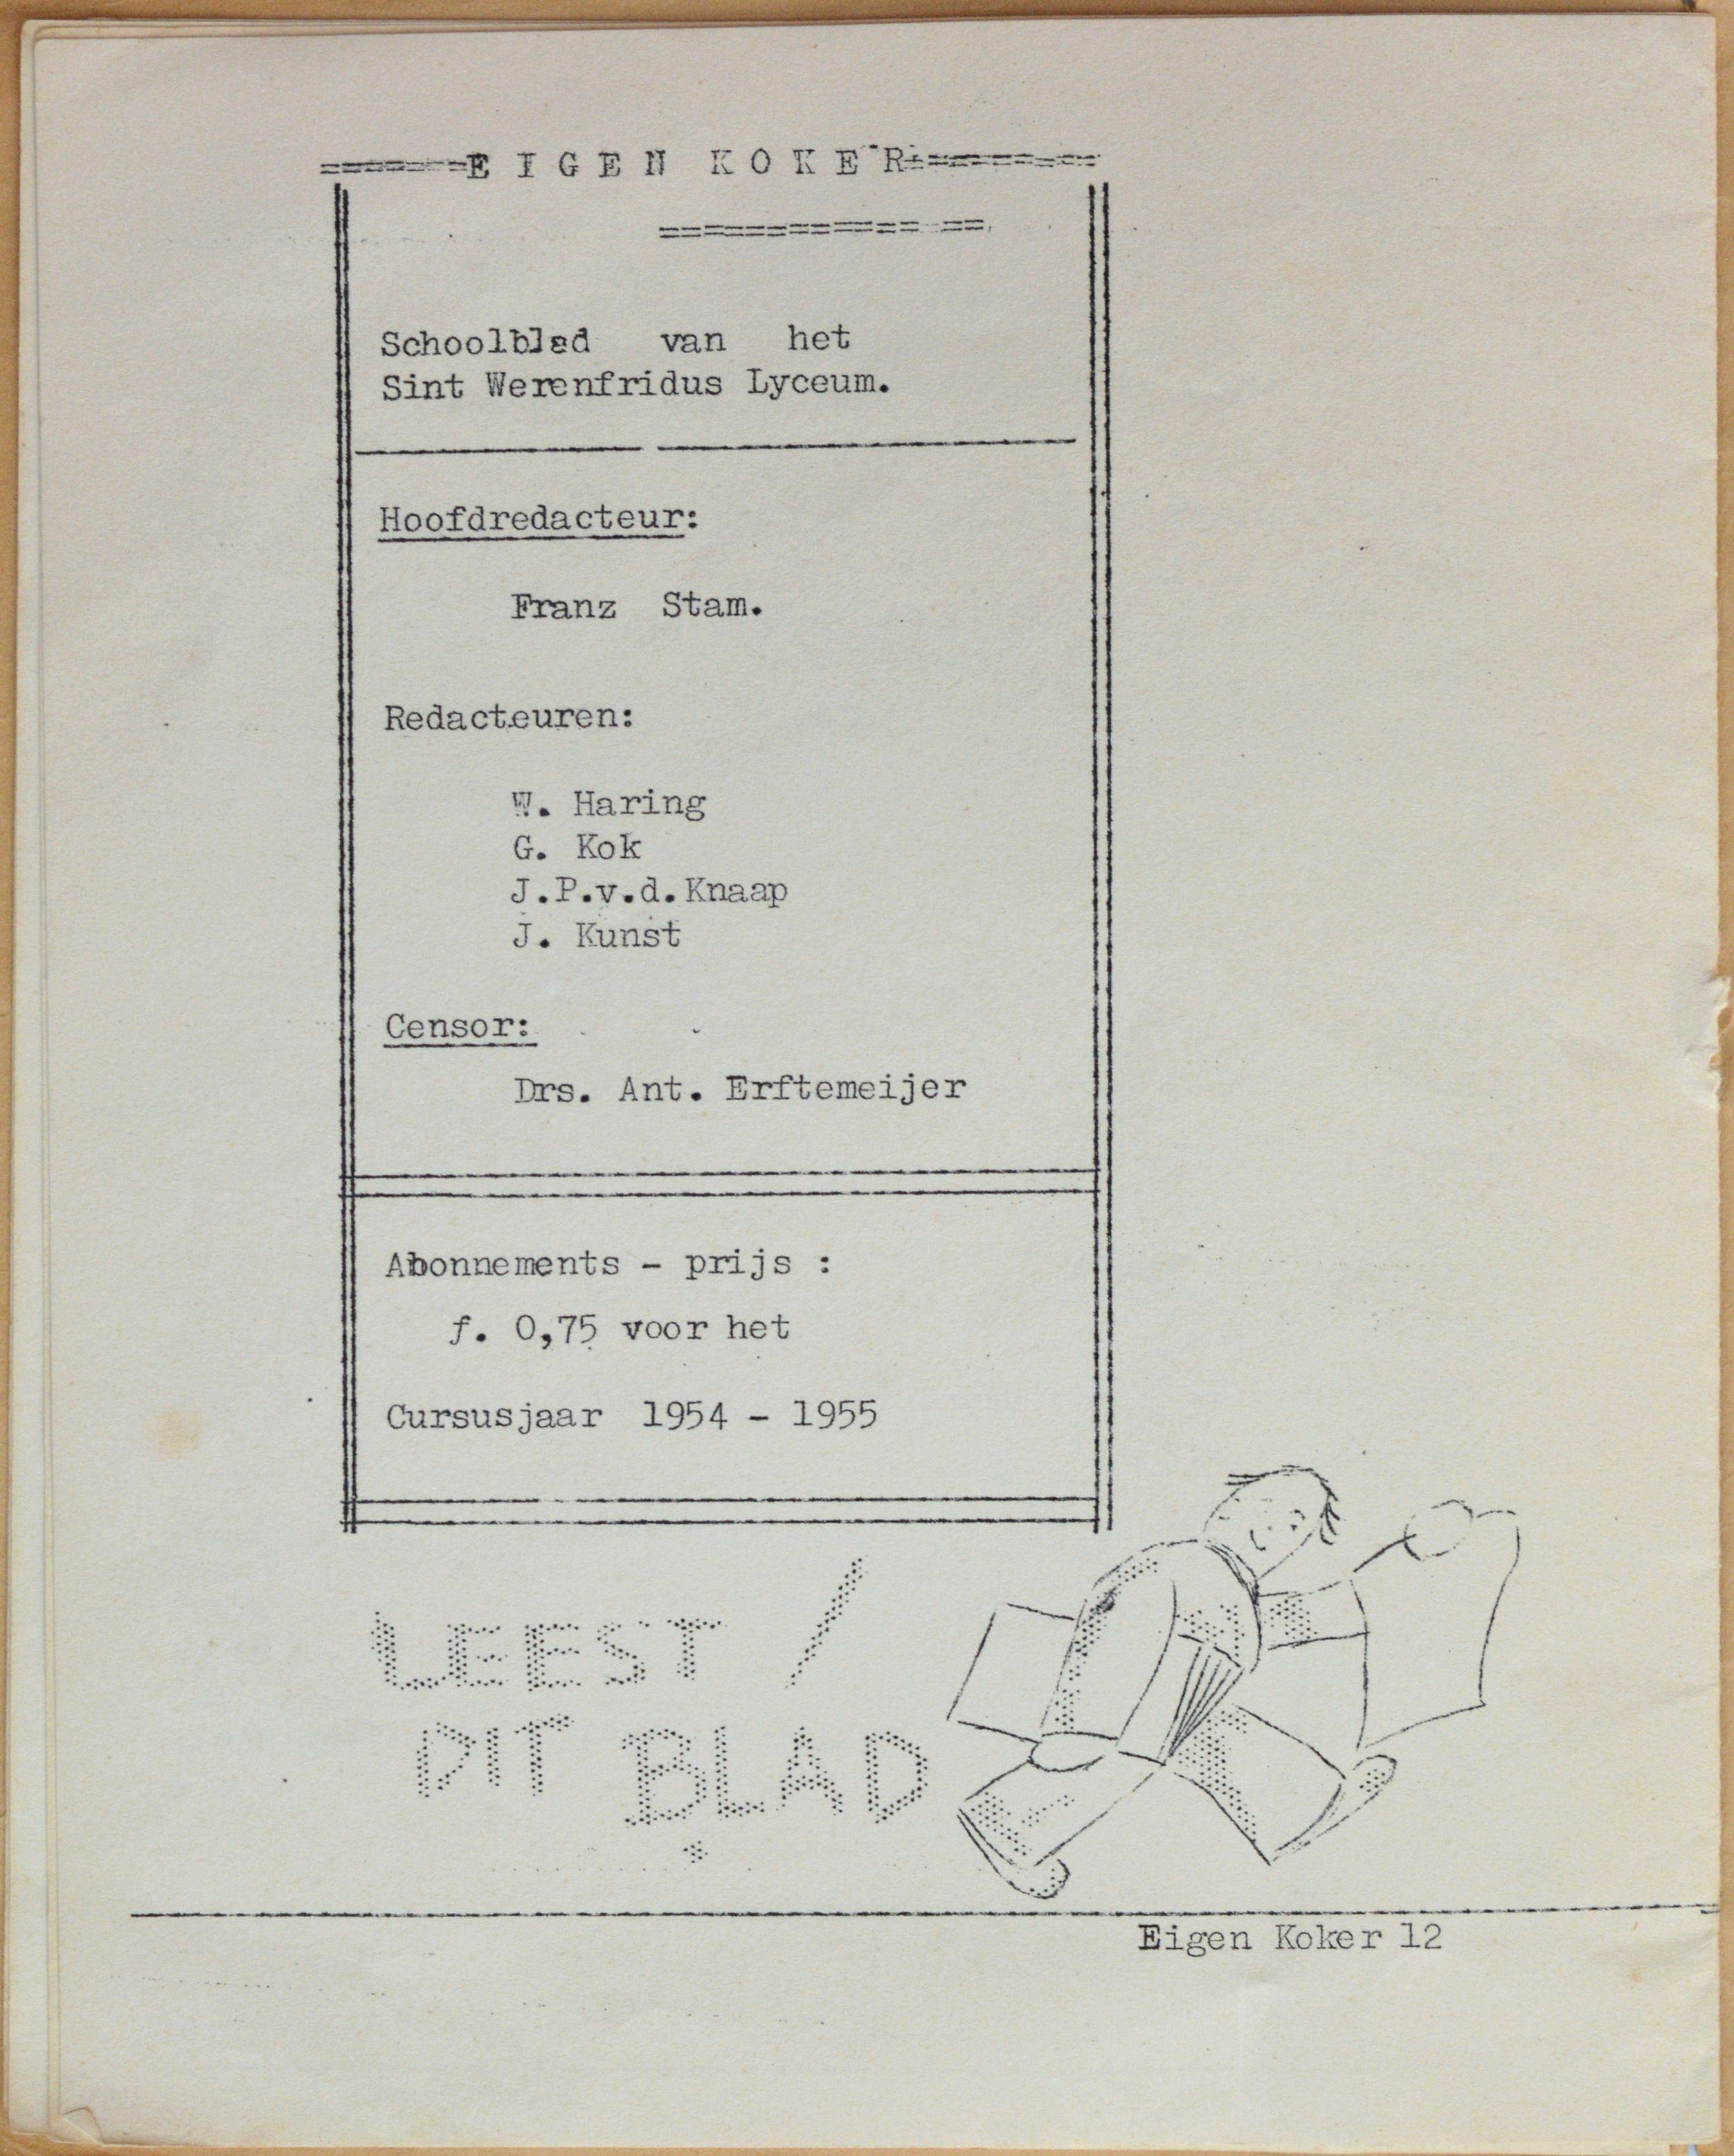 EIGEN KOKER
Schoolblad van het
Sint Werenfridus Lyceum.
Hoofdredacteur:
Franz Stam.
Redacteuren:
W. Haring
G. Kok
J.P.v.d.Knaap
J. Kunst
Censor:
Drs. Ant. Erftemeijer
Abonnements - prijs :
f. 0,75 voor het
Cursusjaar 1954 - 1955
LEEST
DIT BLAD
Eigen Koker 12